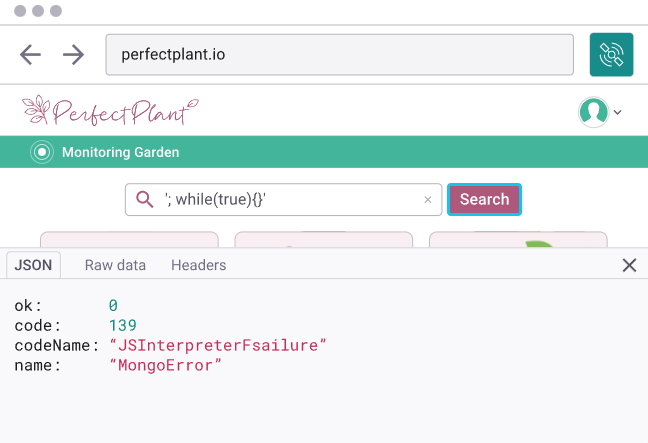 perfectplant.io
PerfectPlant
Monitoring Garden
'; while(true){}' × Search
JSON Raw data Headers
ok: 0
code: 139
codeName: “JSInterpreterFsailure”
name: “MongoError”